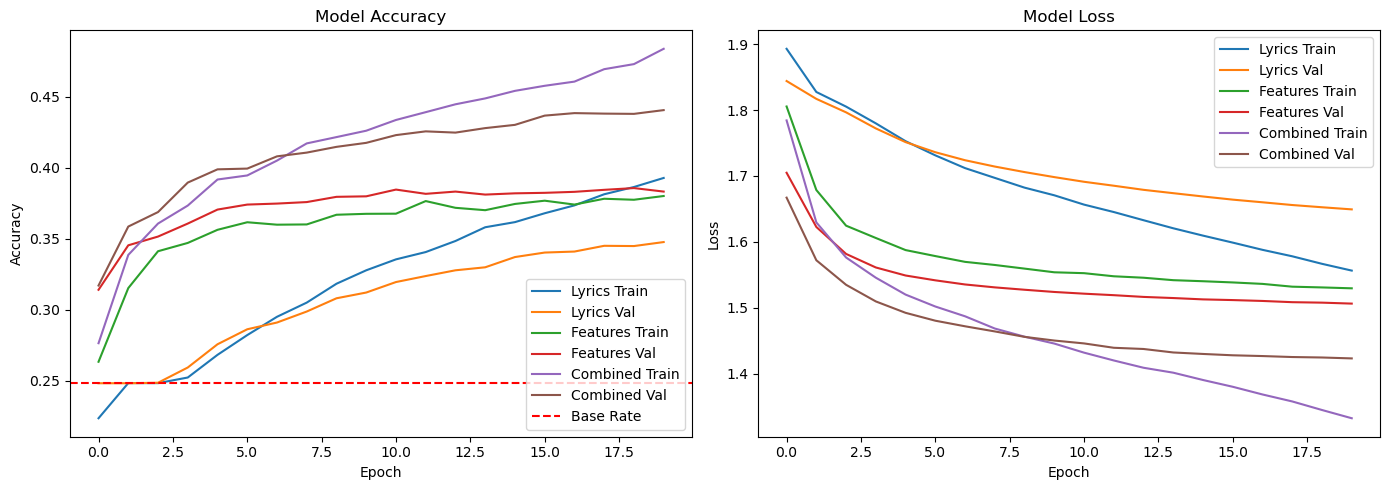 Model Accuracy
Accuracy
0.45
0.40
0.35
0.30
0.25
Lyrics Train
Lyrics Val
Features Train
Features Val
Combined Train
Combined Val
Base Rate
0.0 2.5 5.0 7.5 10.0 12.5 15.0 17.5
Epoch
Model Loss
Loss
1.9
1.8
1.7
1.6
1.5
1.4
Lyrics Train
Lyrics Val
Features Train
Features Val
Combined Train
Combined Val
0.0 2.5 5.0 7.5 10.0 12.5 15.0 17.5
Epoch